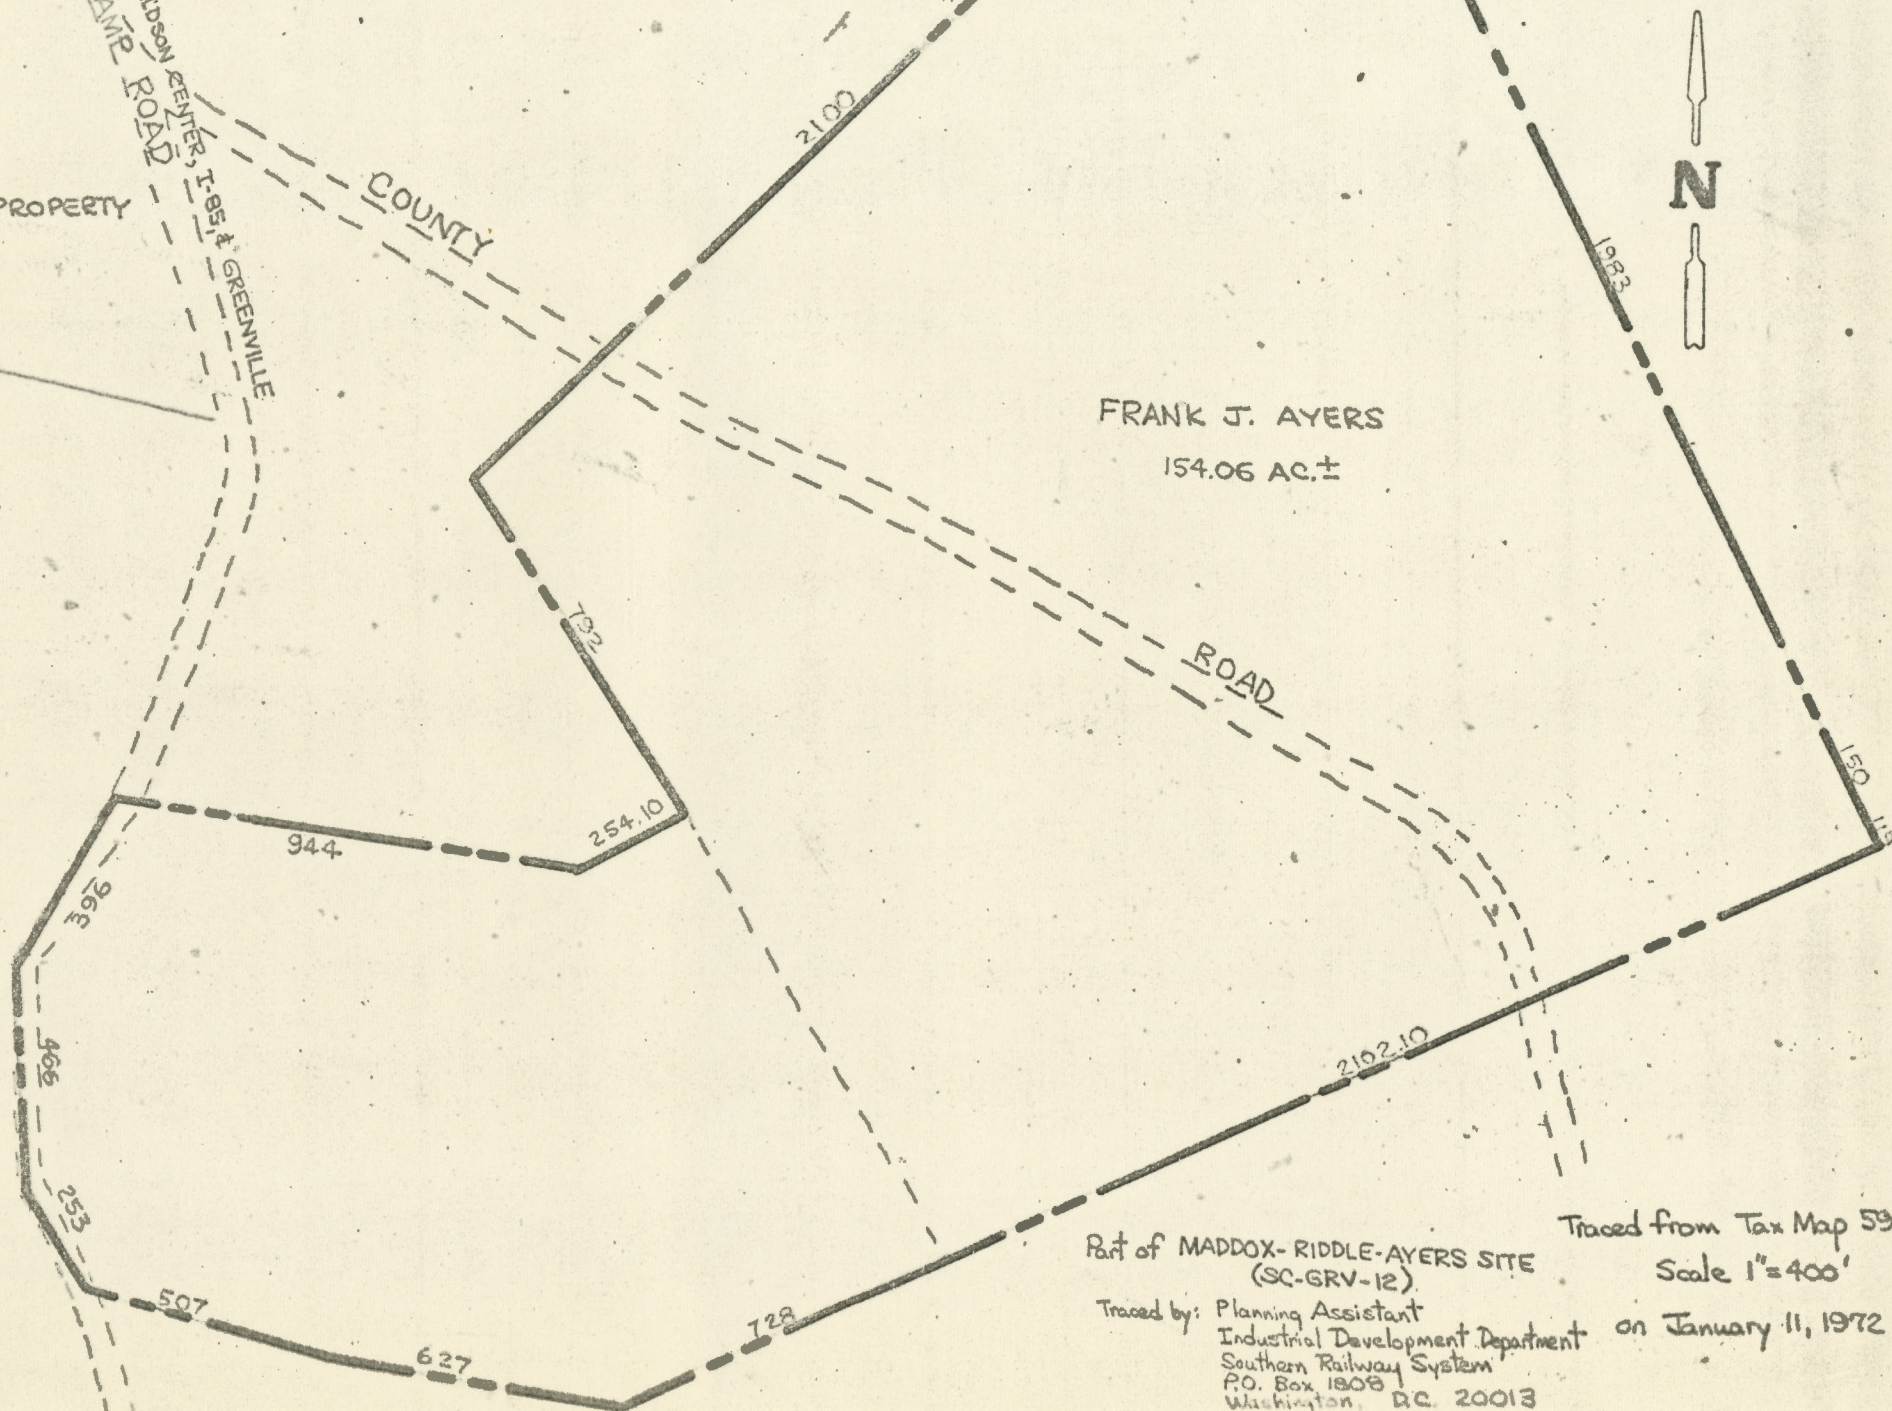 ROAD
CENTER, I-85, & GREENVILLE
PROPERTY
COUNTY
2100
N
1983
FRANK J. AYERS
154.06 AC.±
792
ROAD
150
254.10
944
396
466
2102.10
253
507
627
728
Traced from Tax Map 59
Scale 1"=400'
on January 11, 1972
Part of MADDOX-RIDDLE-AYERS SITE
(SC-GRV-12)
Traced by: Planning Assistant
Industrial Development Department
Southern Railway System
P.O. Box 1808
Washington D.C. 20013